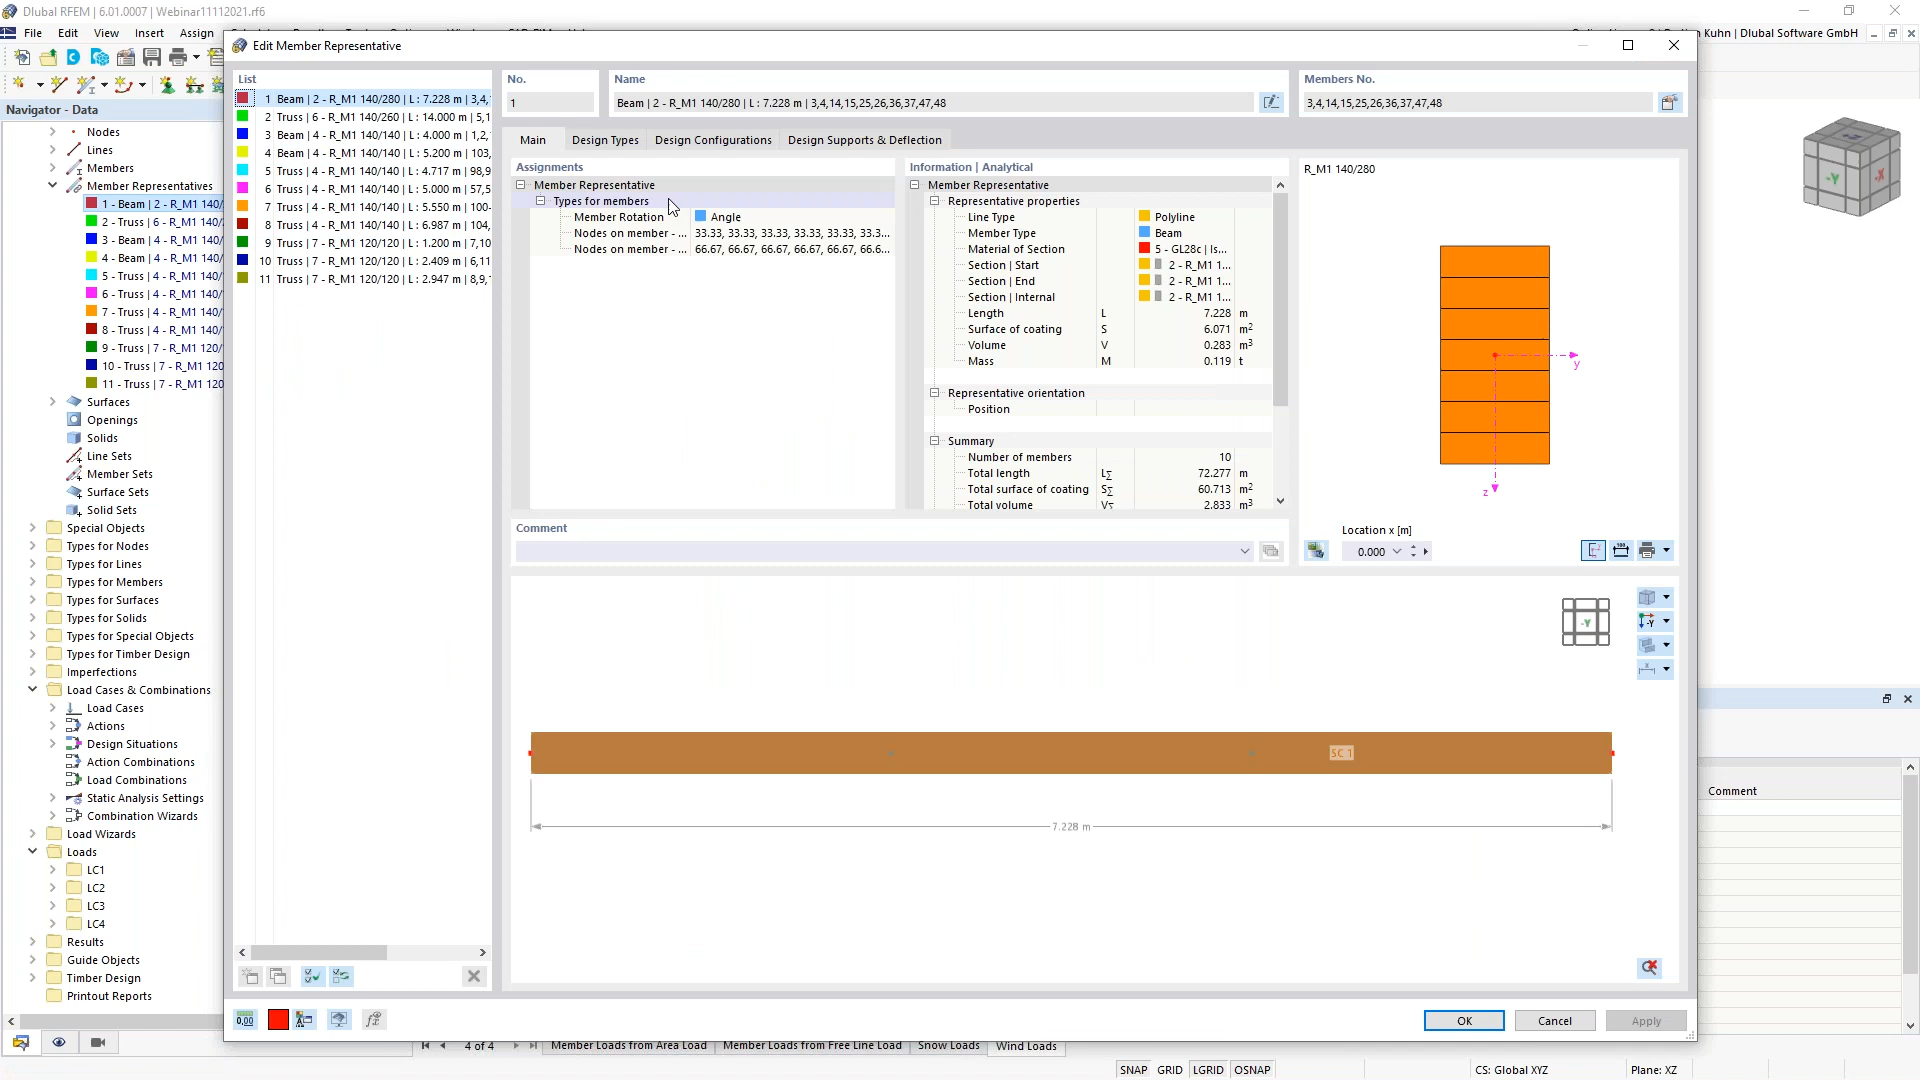 Dlubal RFEM | 6.01.0007 | Webinar11112021.rf6
File Edit View Insert Assign
Kuhn | Dlubal Software GmbH
Edit Member Representative
Navigator - Data
Nodes
Lines
Members
Member Representatives
1 - Beam | 2 - R_M1 140/
2 - Truss | 6 - R_M1 140/
3 - Beam | 4 - R_M1 140/
4 - Beam | 4 - R_M1 140/
5 - Truss | 4 - R_M1 140/
6 - Truss | 4 - R_M1 140/
7 - Truss | 4 - R_M1 140/
8 - Truss | 4 - R_M1 140/
9 - Truss | 7 - R_M1 120/
10 - Truss | 7 - R_M1 120
11 - Truss | 7 - R_M1 120
Surfaces
Openings
Solids
Line Sets
Member Sets
Surface Sets
Solid Sets
Special Objects
Types for Nodes
Types for Lines
Types for Members
Types for Surfaces
Types for Solids
Types for Special Objects
Types for Timber Design
Imperfections
Load Cases & Combinations
Load Cases
Actions
Design Situations
Action Combinations
Load Combinations
Static Analysis Settings
Combination Wizards
Load Wizards
Loads
LC1
LC2
LC3
LC4
Results
Guide Objects
Timber Design
Printout Reports
List
1 Beam | 2 - R_M1 140/280 | L : 7.228 m | 3,4,
2 Truss | 6 - R_M1 140/260 | L : 14.000 m | 5,1
3 Beam | 4 - R_M1 140/140 | L : 4.000 m | 1,2,
4 Beam | 4 - R_M1 140/140 | L : 5.200 m | 103,
5 Truss | 4 - R_M1 140/140 | L : 4.717 m | 98,9
6 Truss | 4 - R_M1 140/140 | L : 5.000 m | 57,5
7 Truss | 4 - R_M1 140/140 | L : 5.550 m | 100-
8 Truss | 4 - R_M1 140/140 | L : 6.987 m | 104,
9 Truss | 7 - R_M1 120/120 | L : 1.200 m | 7,10
10 Truss | 7 - R_M1 120/120 | L : 2.409 m | 6,11
11 Truss | 7 - R_M1 120/120 | L : 2.947 m | 8,9,
No.
1
Name
Beam | 2 - R_M1 140/280 | L : 7.228 m | 3,4,14,15,25,26,36,37,47,48
Members No.
3,4,14,15,25,26,36,37,47,48
Main Design Types Design Configurations Design Supports & Deflection
Assignments
Member Representative
Types for members
Member Rotation Angle
Nodes on member - ... 33.33, 33.33, 33.33, 33.33, 33.33, 33.3...
Nodes on member - ... 66.67, 66.67, 66.67, 66.67, 66.67, 66.6...
Information | Analytical
Member Representative
Representative properties
Line Type Polyline
Member Type Beam
Material of Section 5 - GL28c | Is...
Section | Start 2 - R_M1 1...
Section | End 2 - R_M1 1...
Section | Internal 2 - R_M1 1...
Length L 7.228 m
Surface of coating S 6.071 m2
Volume V 0.283 m3
Mass M 0.119 t
Representative orientation
Position
Summary
Number of members 10
Total length LΣ 72.277 m
Total surface of coating SΣ 60.713 m2
Total volume VΣ 2.833 m3
R_M1 140/280
y
z
Location x [m]
0.000
Comment
-Y
-Y
SC 1
7.228 m
0,00
OK Cancel Apply
-Y -X
Comment
4 of 4 Member Loads from Area Load Member Loads from Free Line Load Snow Loads Wind Loads
SNAP GRID LGRID OSNAP CS: Global XYZ Plane: XZ